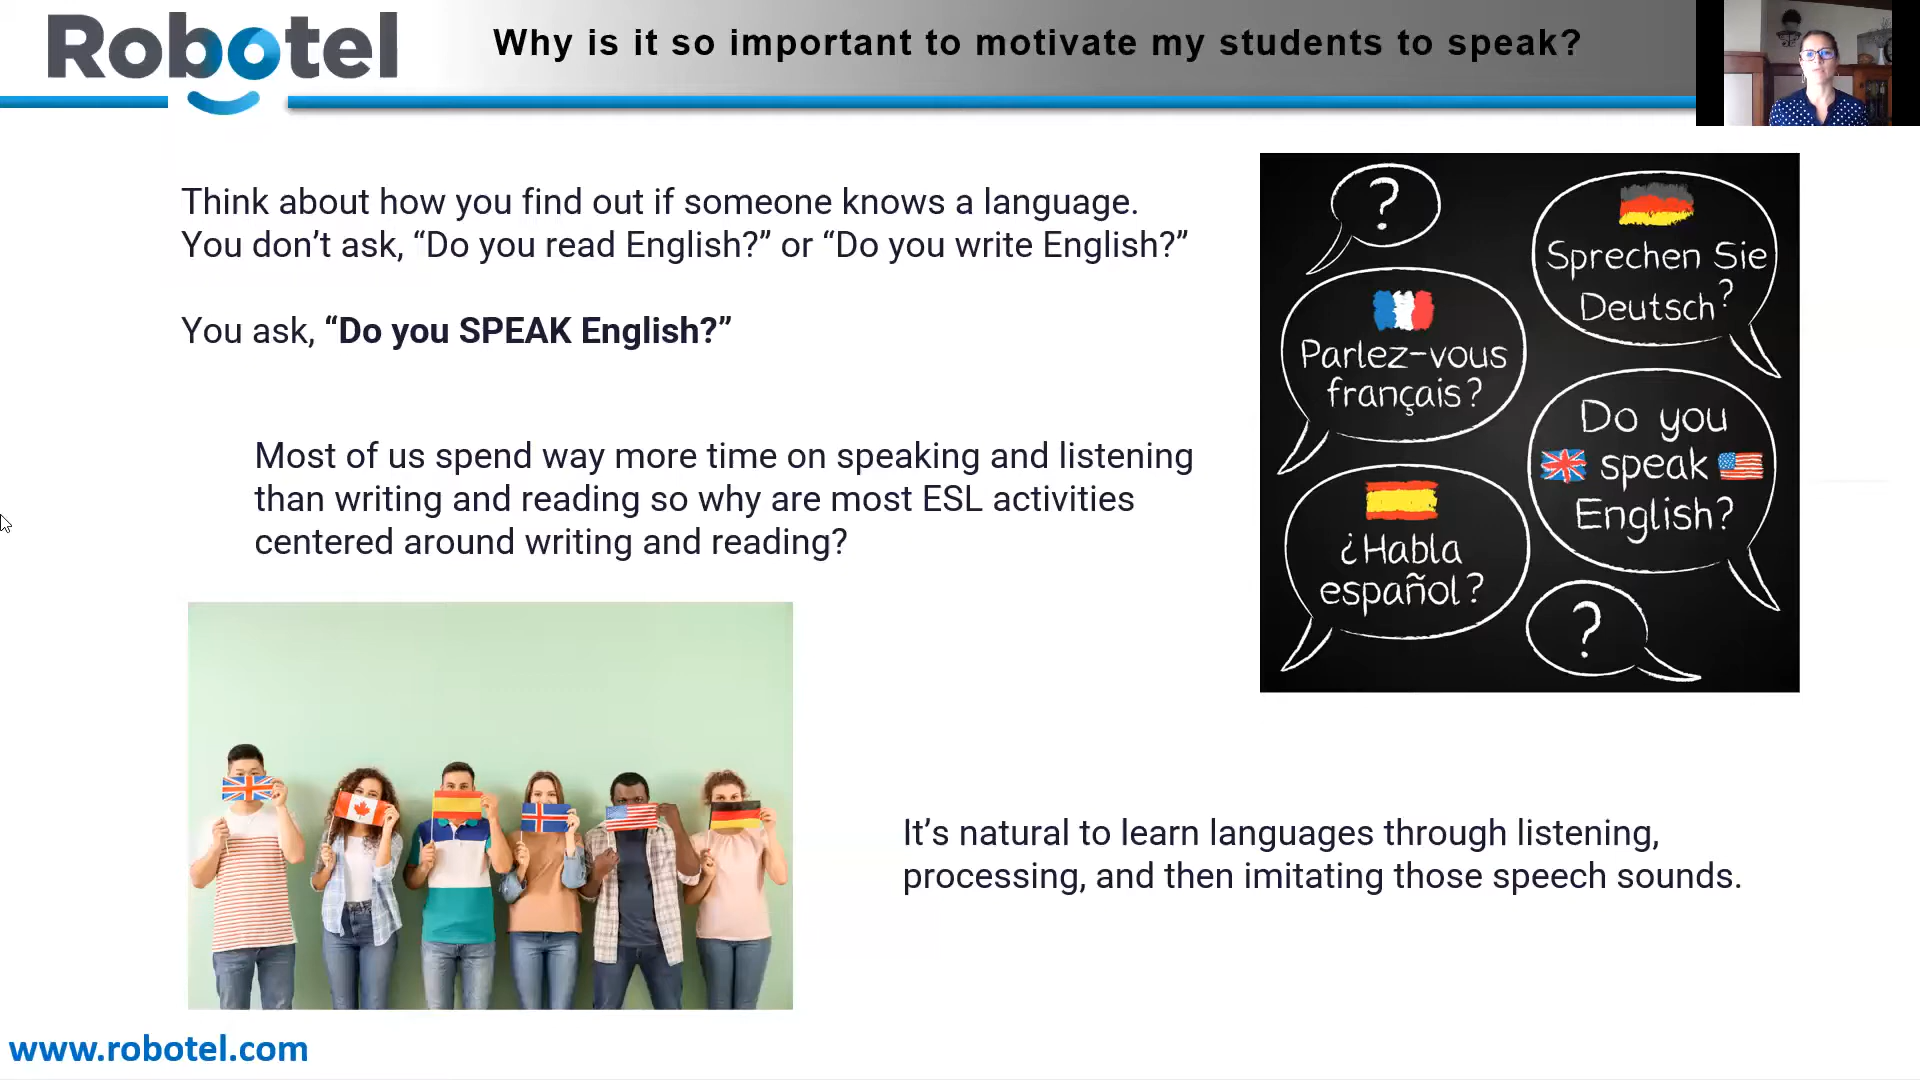 Robotel
Why is it so important to motivate my students to speak?
Think about how you find out if someone knows a language.
You don’t ask, “Do you read English?” or “Do you write English?”
You ask, “Do you SPEAK English?”
Most of us spend way more time on speaking and listening
than writing and reading so why are most ESL activities
centered around writing and reading?
?
Sprechen Sie
Deutsch?
Parlez-vous
français?
Do you
speak
English?
¿Habla
español?
?
It’s natural to learn languages through listening,
processing, and then imitating those speech sounds.
www.robotel.com